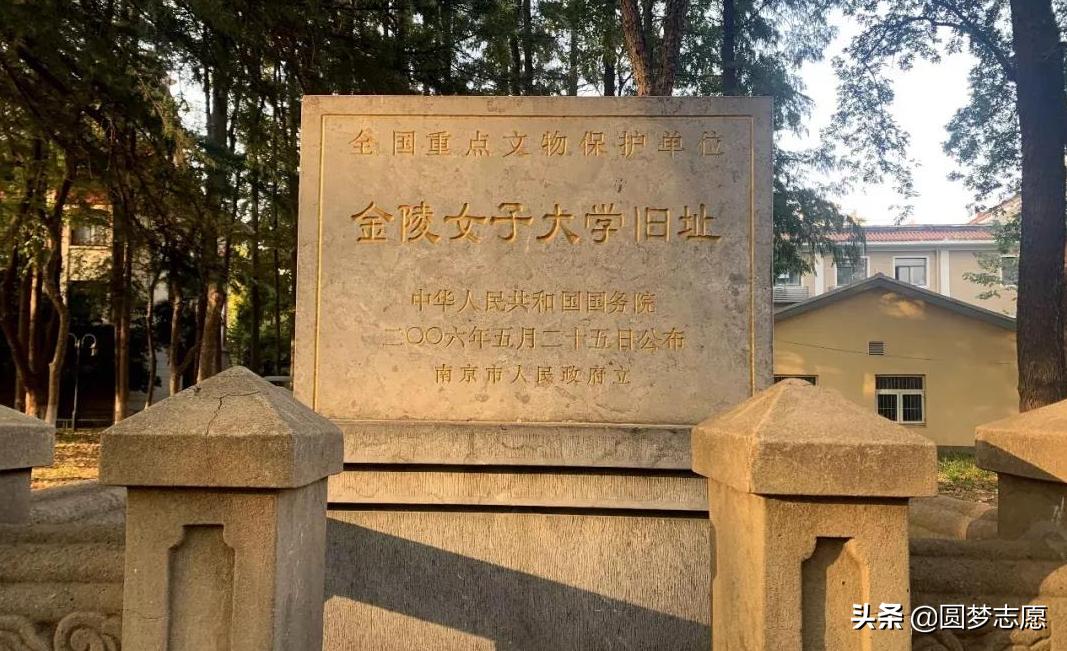 全国重点文物保护单位
金陵女子大学旧址
中华人民共和国国务院
二〇〇六年五月二十五日公布
南京市人民政府立
头条 @圆梦志愿